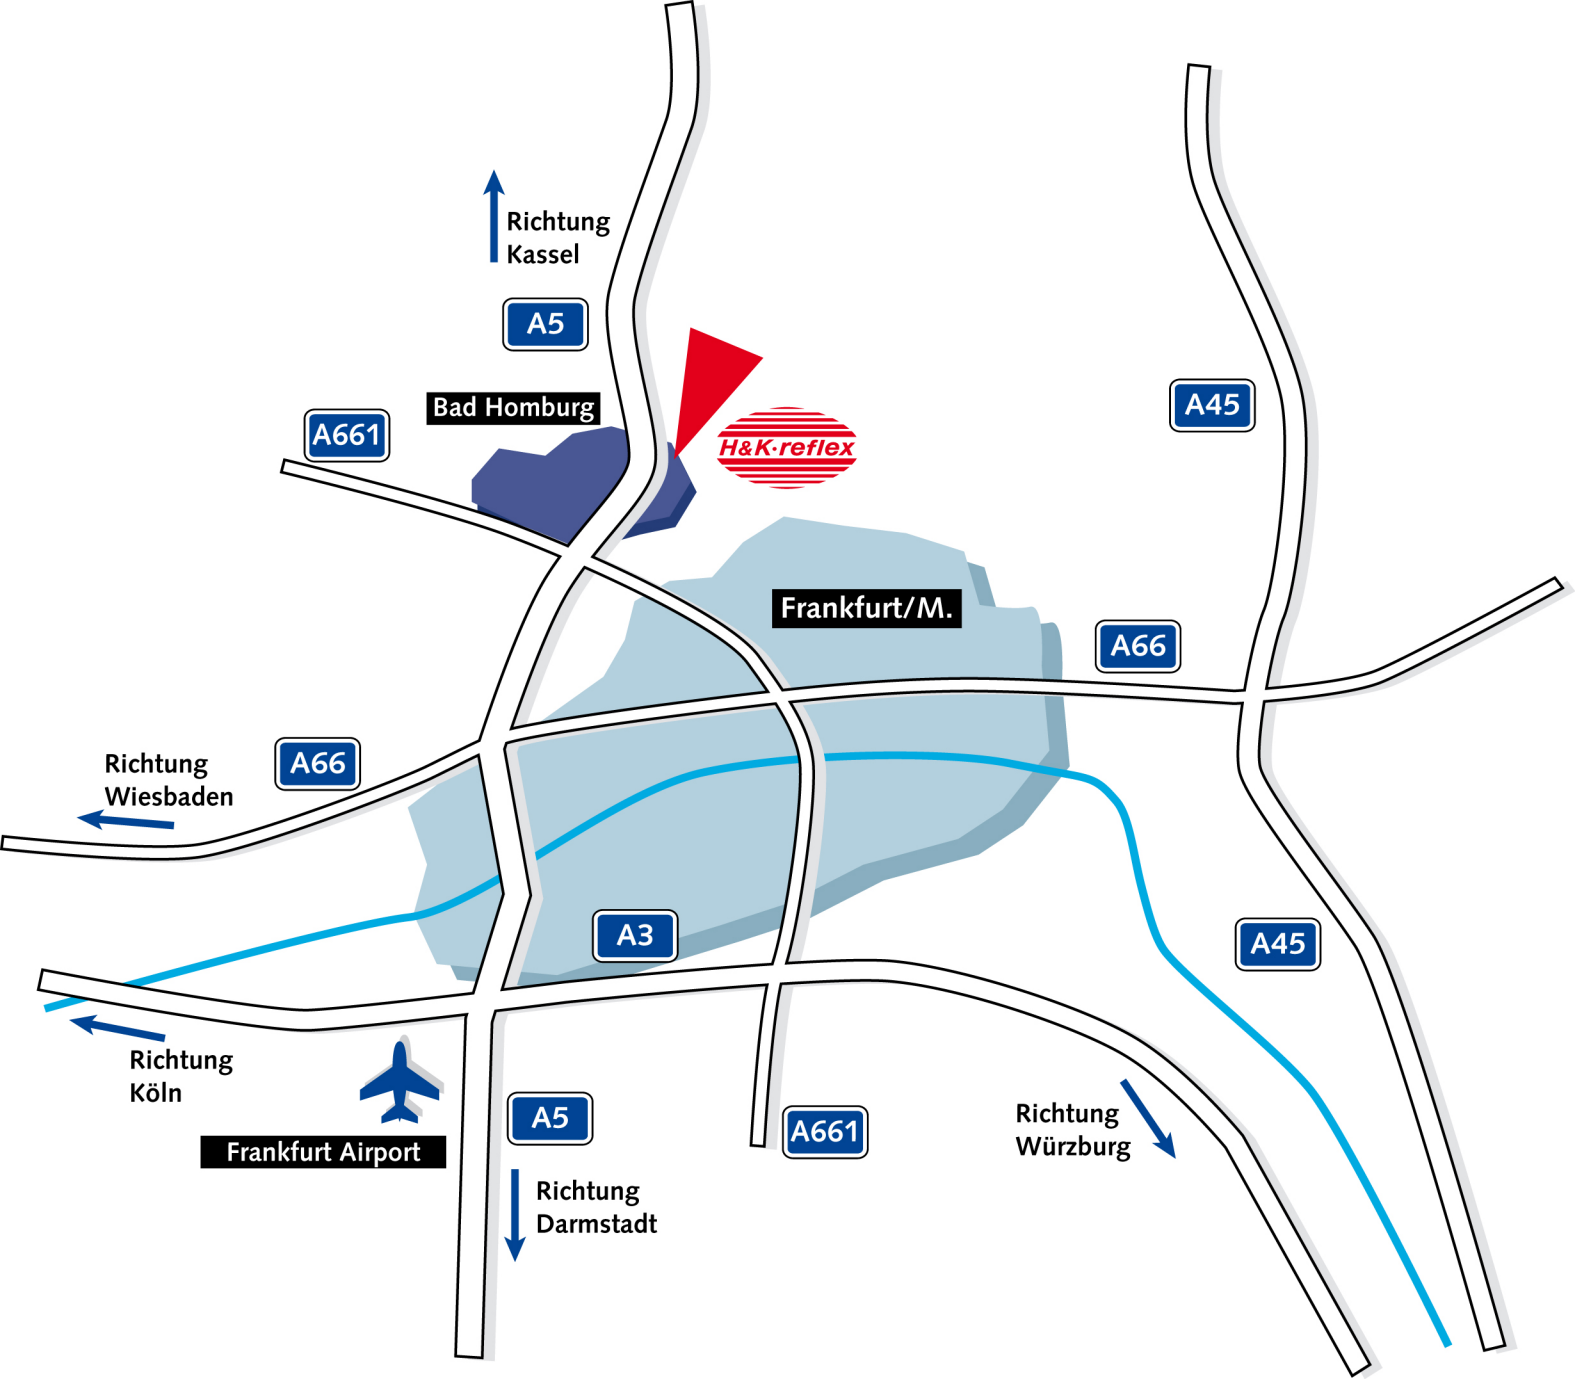 Richtung
Kassel
A5
Bad Homburg
A661
H&K·reflex
A45
Frankfurt/M.
A66
Richtung
Wiesbaden
A66
A3
A45
Richtung
Köln
Frankfurt Airport
A5
A661
Richtung
Würzburg
Richtung
Darmstadt